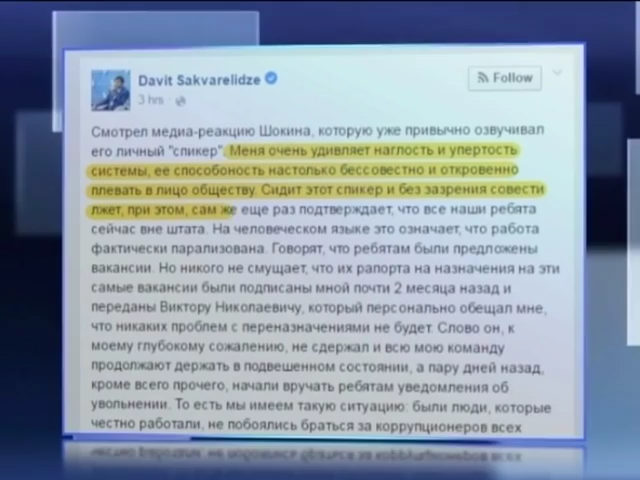 Davit Sakvarelidze
3 hrs
Follow
Смотрел медиа-реакцию Шокина, которую уже привычно озвучивал
его личный "спикер". Меня очень удивляет наглость и упертость
системы, ее способоность настолько бессовестно и откровенно
плевать в лицо обществу. Сидит этот спикер и без зазрения совести
лжет, при этом, сам же еще раз подтверждает, что все наши ребята
сейчас вне штата. На человеческом языке это означает, что работа
фактически парализована. Говорят, что ребятам были предложены
вакансии. Но никого не смущает, что их рапорта на назначения на эти
самые вакансии были подписаны мной почти 2 месяца назад и
переданы Виктору Николаевичу, который персонально обещал мне,
что никаких проблем с переназначениями не будет. Слово он, к
моему глубокому сожалению, не сдержал и всю мою команду
продолжают держать в подвешенном состоянии, а пару дней назад,
кроме всего прочего, начали вручать ребятам уведомления об
увольнении. То есть мы имеем такую ситуацию: были люди, которые
честно работали, не побоялись браться за коррупционеров всех